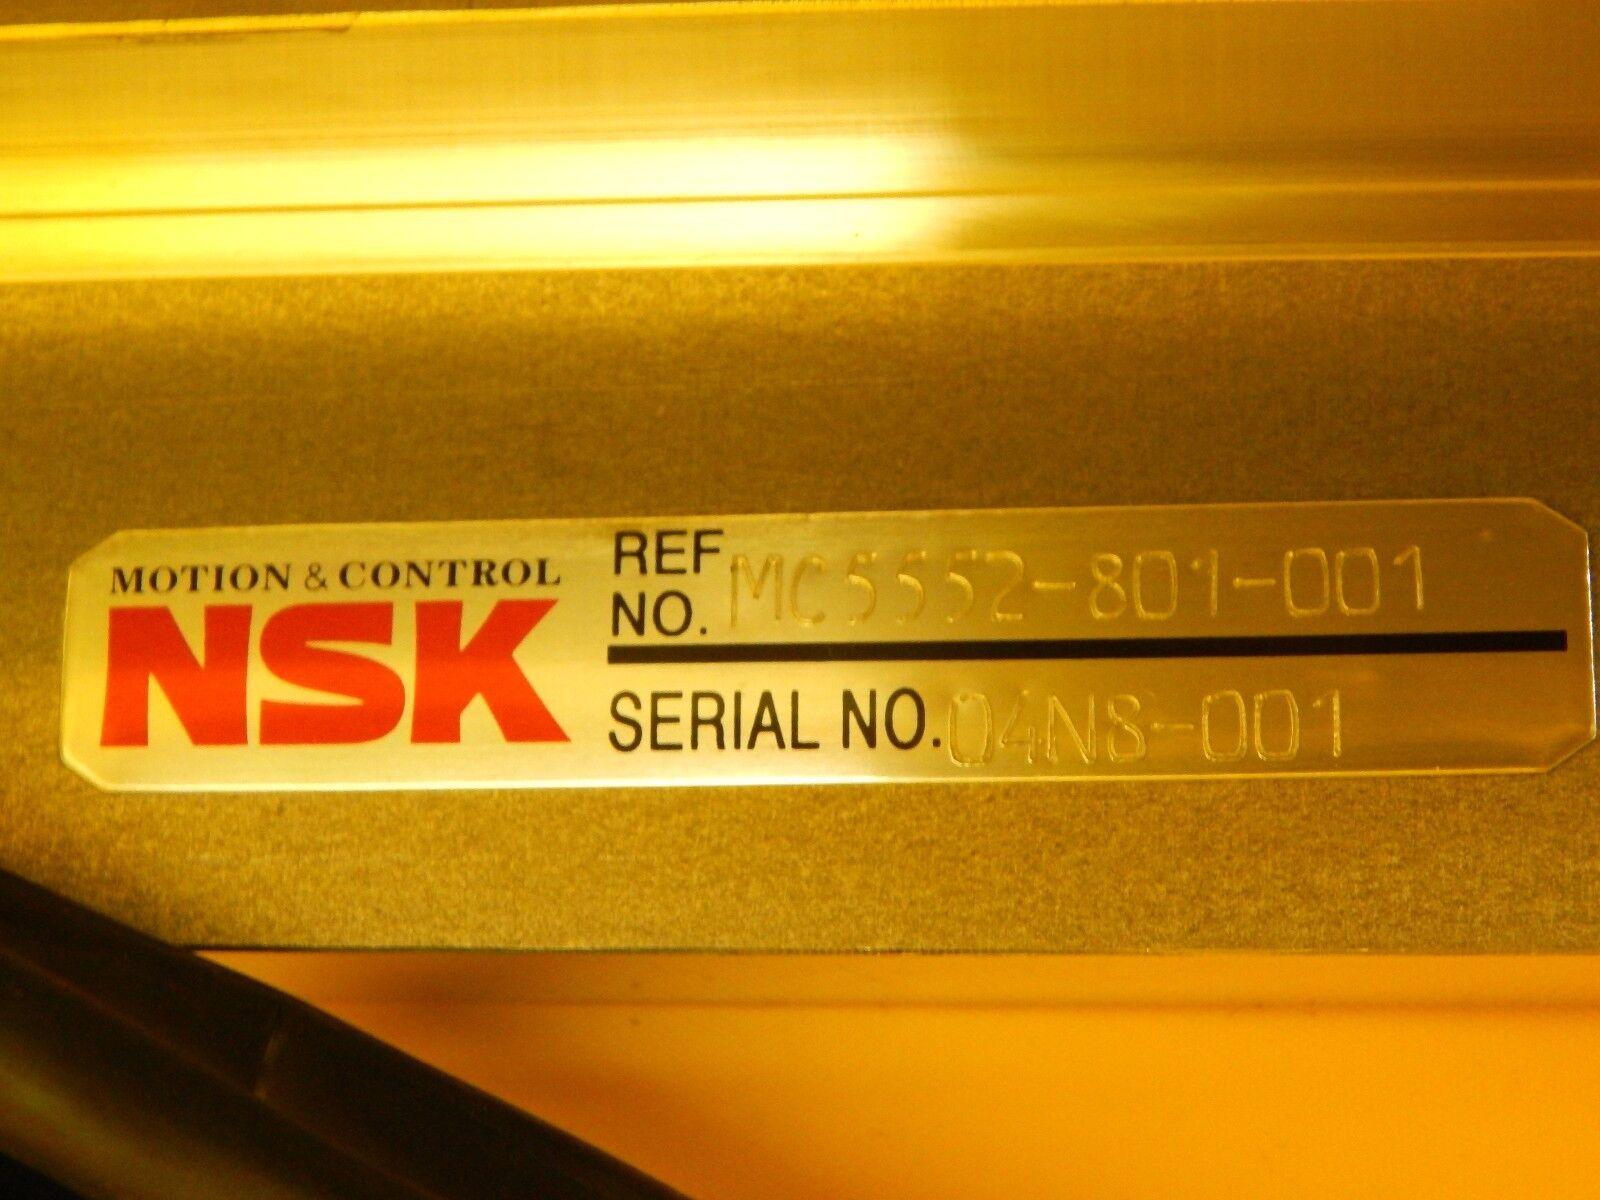 MOTION & CONTROL
NSK
REF
NO. MC5552-801-001
SERIAL NO. 04N8-001